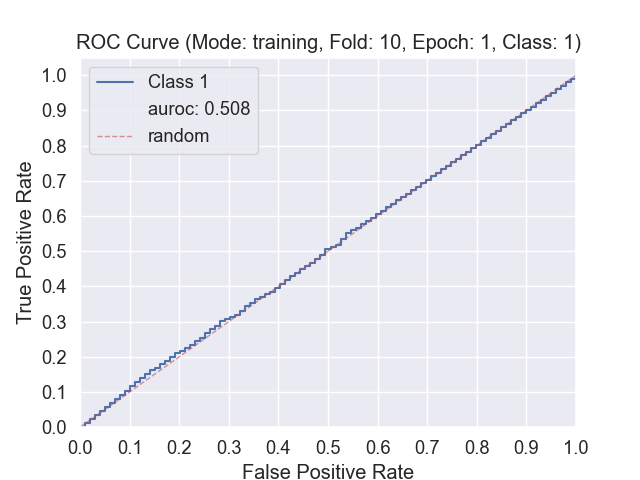 ROC Curve (Mode: training, Fold: 10, Epoch: 1, Class: 1)
Class 1
auroc: 0.508
random
True Positive Rate
1.0
0.9
0.8
0.7
0.6
0.5
0.4
0.3
0.2
0.1
0.0
0.0 0.1 0.2 0.3 0.4 0.5 0.6 0.7 0.8 0.9 1.0
False Positive Rate